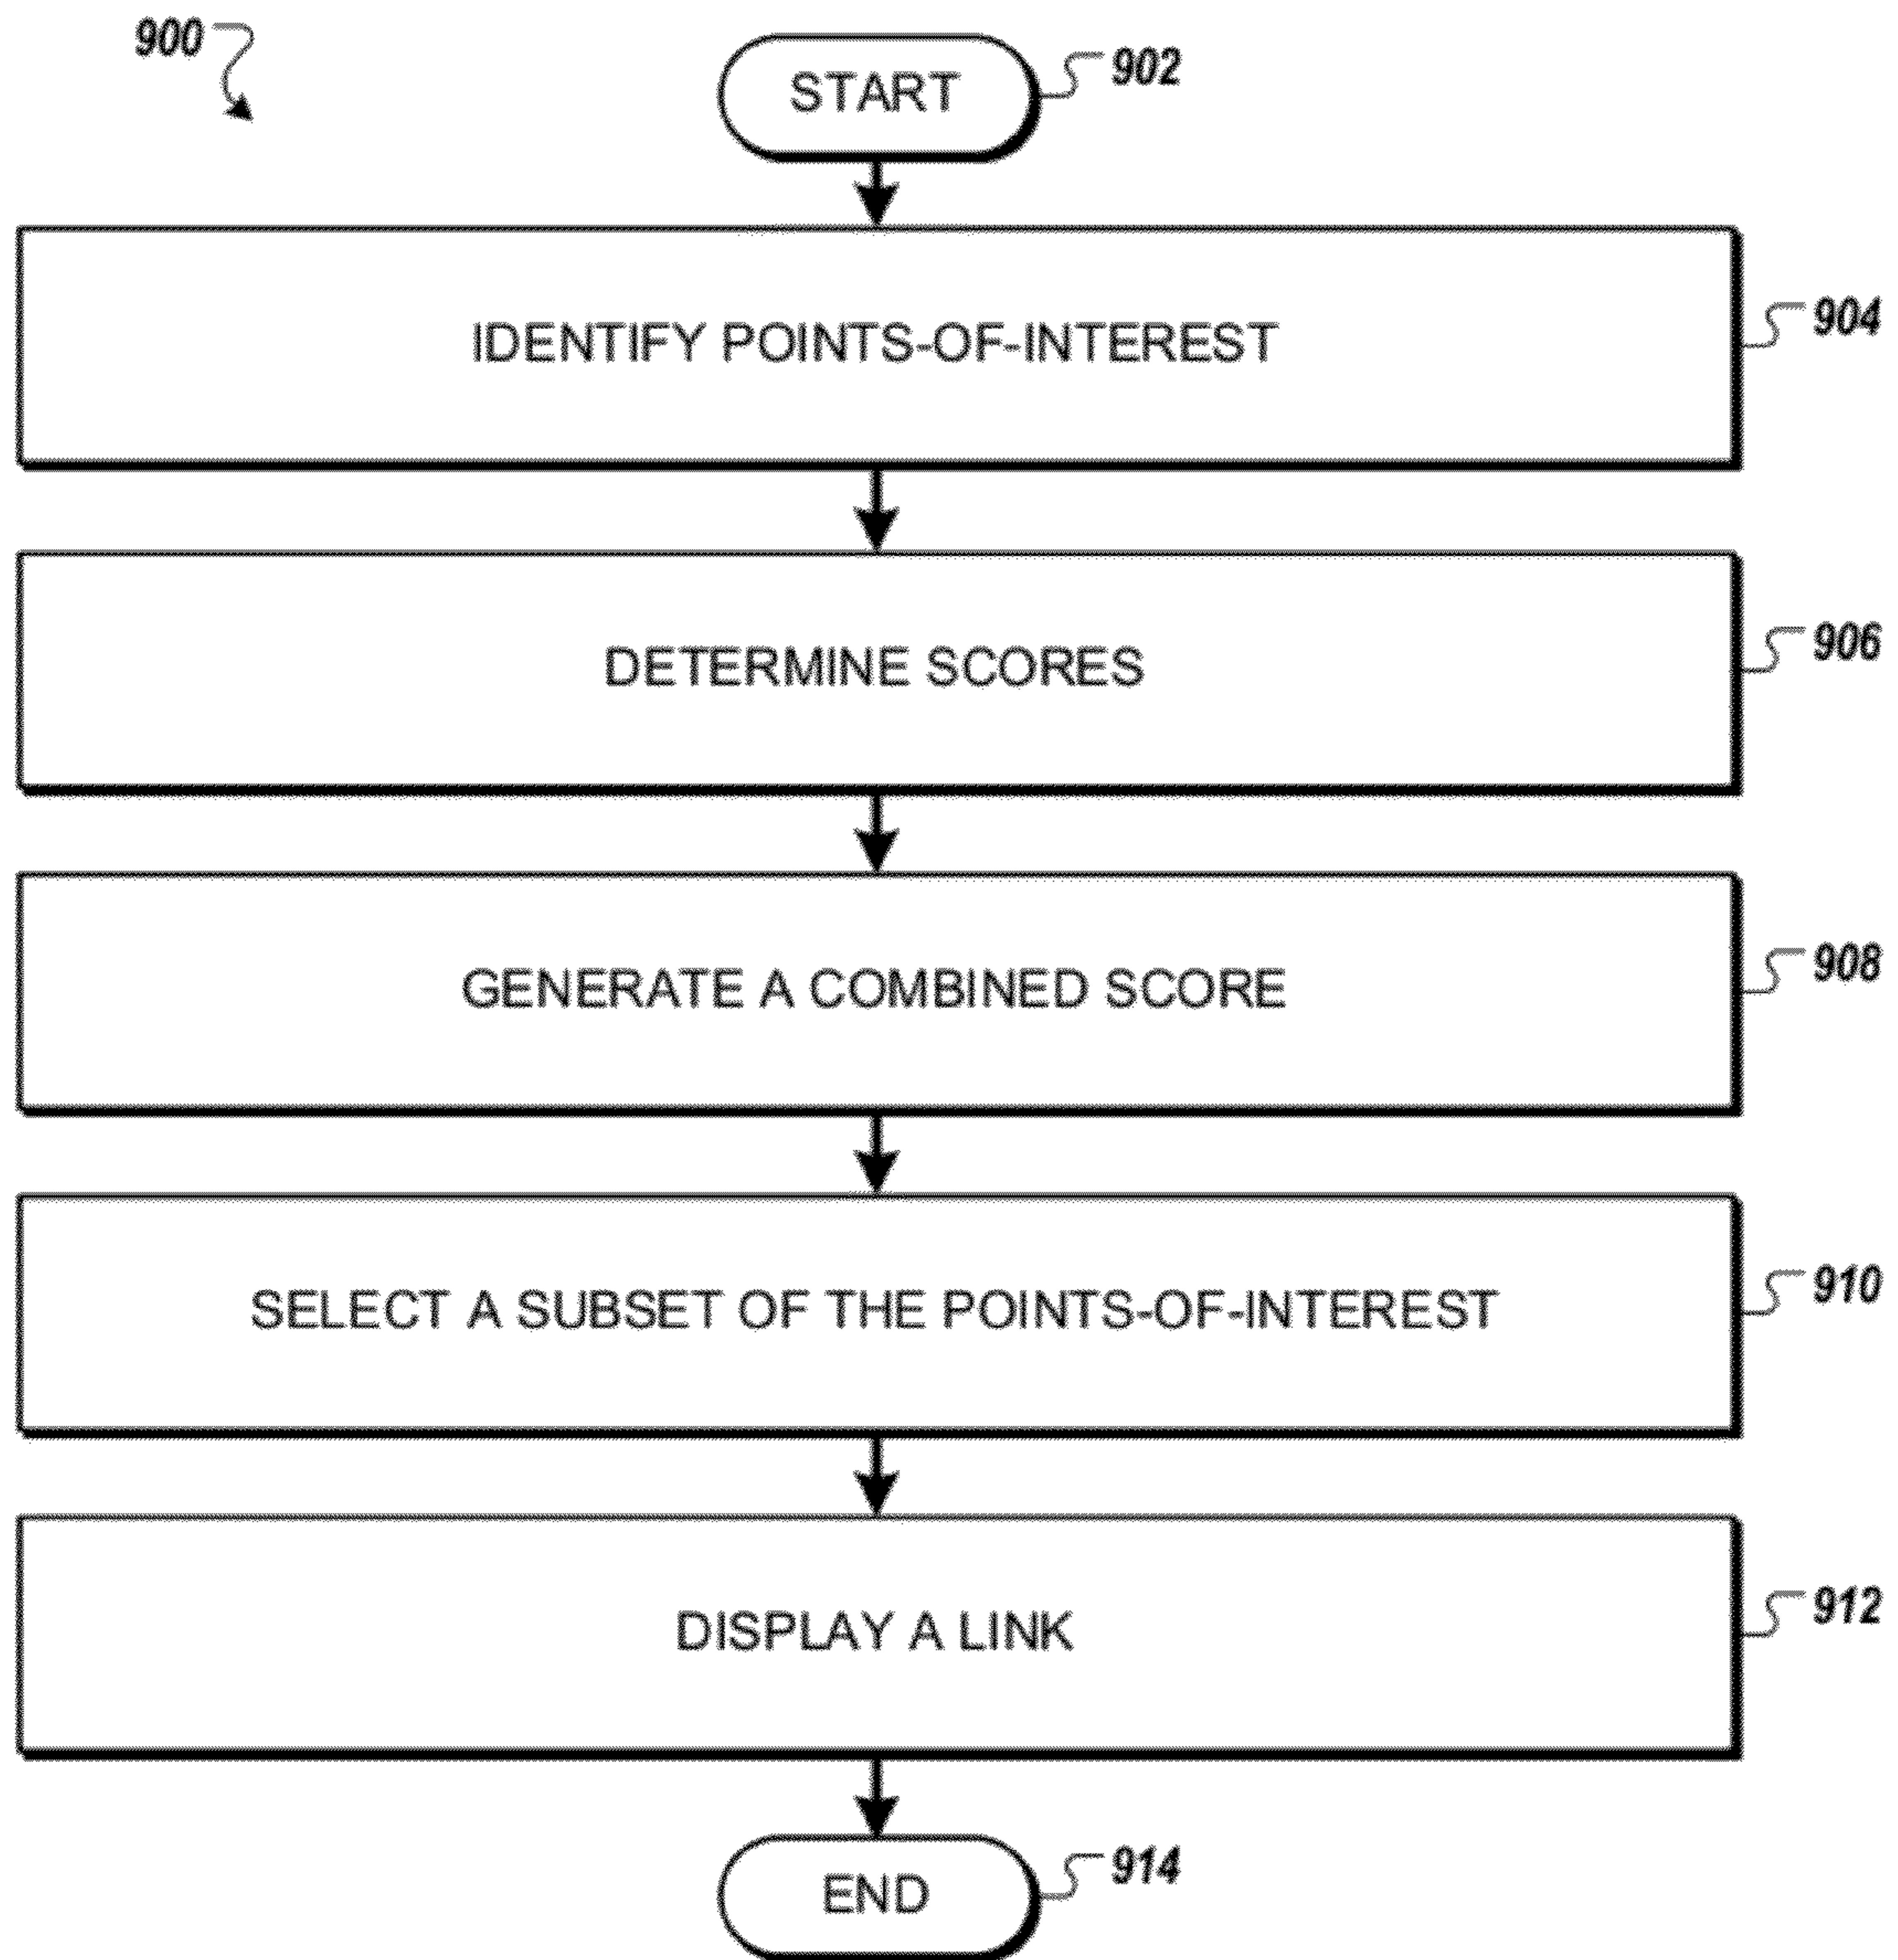 900
START
902
IDENTIFY POINTS-OF-INTEREST
904
DETERMINE SCORES
906
GENERATE A COMBINED SCORE
908
SELECT A SUBSET OF THE POINTS-OF-INTEREST
910
DISPLAY A LINK
912
END
914